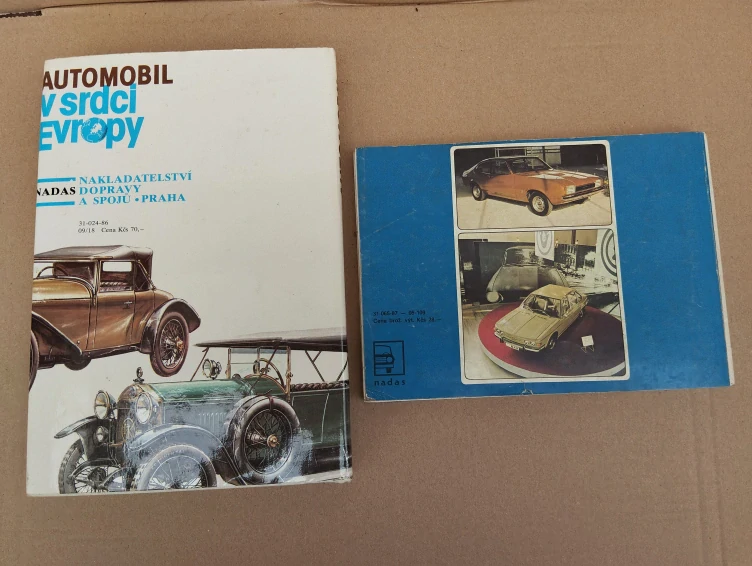 AUTOMOBIL
v srdci
Evropy
NADAS
NAKLADATELSTVÍ
DOPRAVY
A SPOJŮ • PRAHA
31-024-86
09/18 Cena Kčs 70,–
nadas